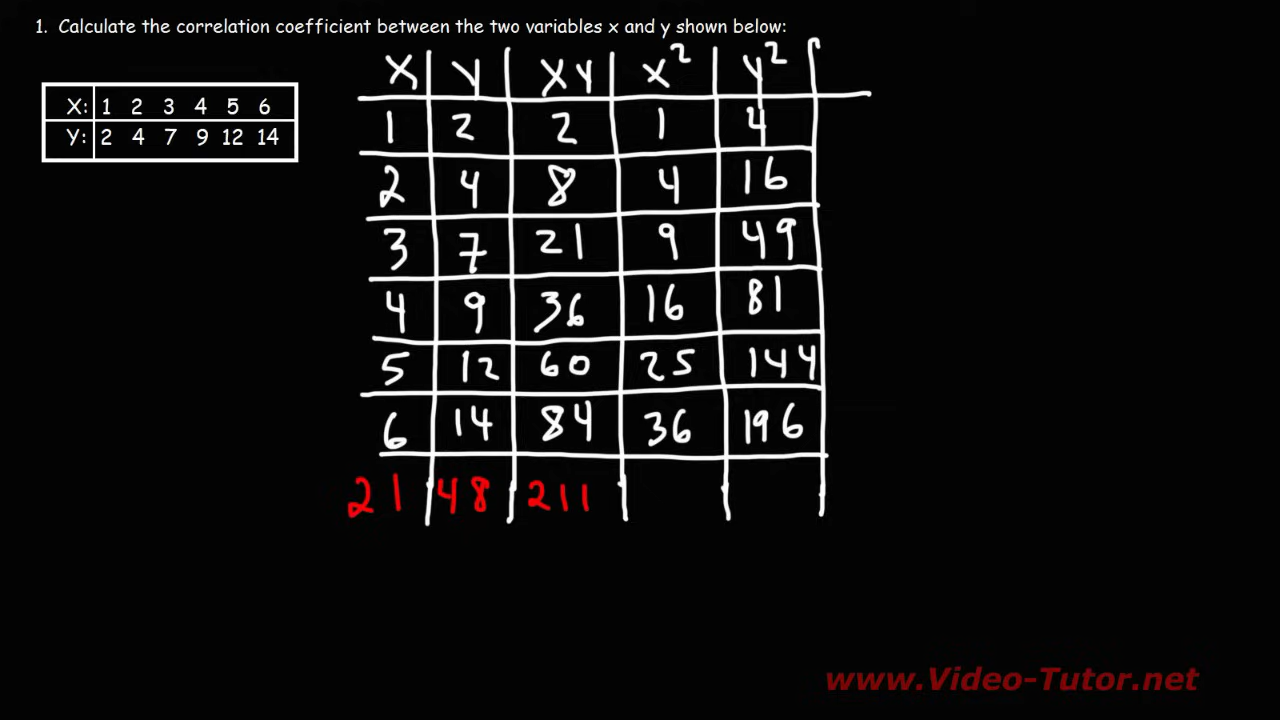 1. Calculate the correlation coefficient between the two variables x and y shown below:
X: 1 2 3 4 5 6
Y: 2 4 7 9 12 14
X Y XY X² Y²
1 2 2 1 4
2 4 8 4 16
3 7 21 9 49
4 9 36 16 81
5 12 60 25 144
6 14 84 36 196
21 48 211
www.Video-Tutor.net